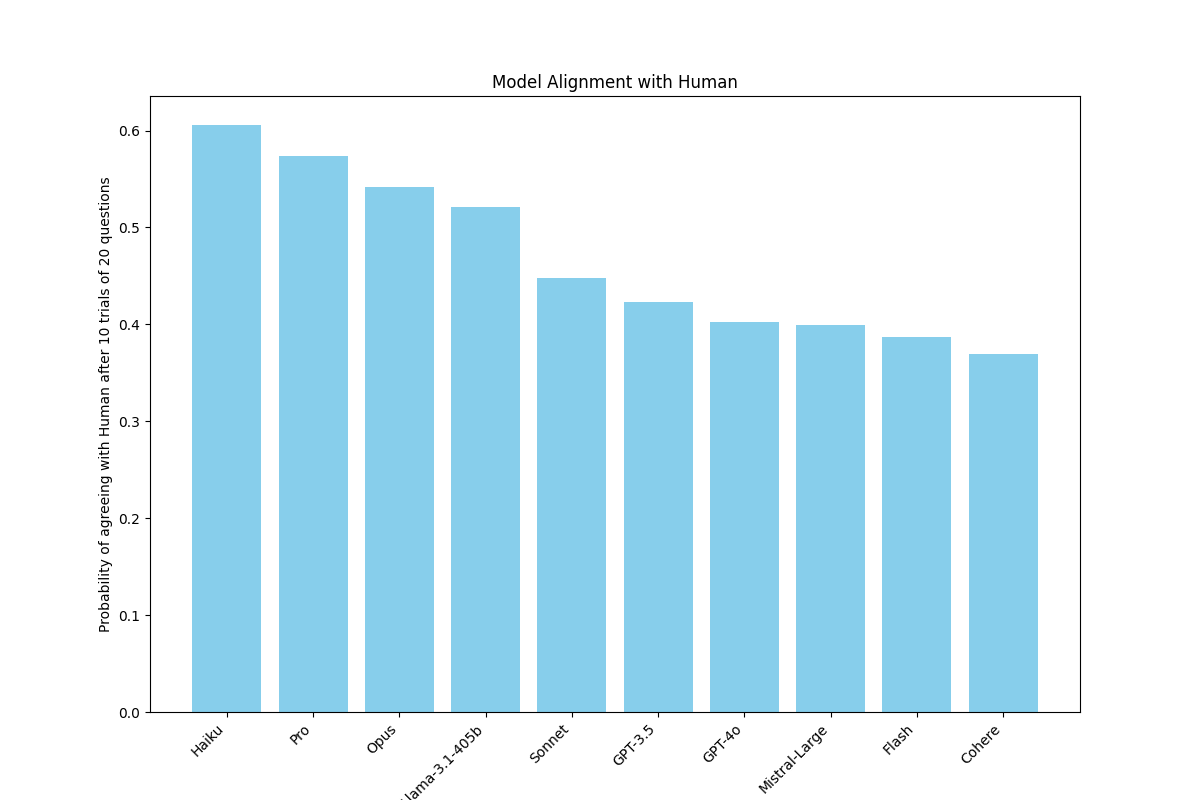 Model Alignment with Human
Probability of agreeing with Human after 10 trials of 20 questions
0.6
0.5
0.4
0.3
0.2
0.1
0.0
Haiku
Pro
Opus
lama-3.1-405b
Sonnet
GPT-3.5
GPT-4o
Mistral-Large
Flash
Cohere